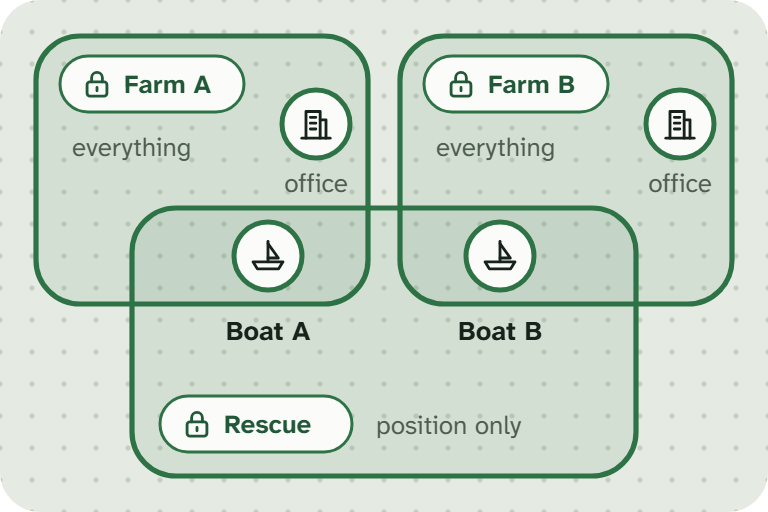 Farm A
everything
office
Farm B
everything
office
Boat A
Boat B
Rescue
position only